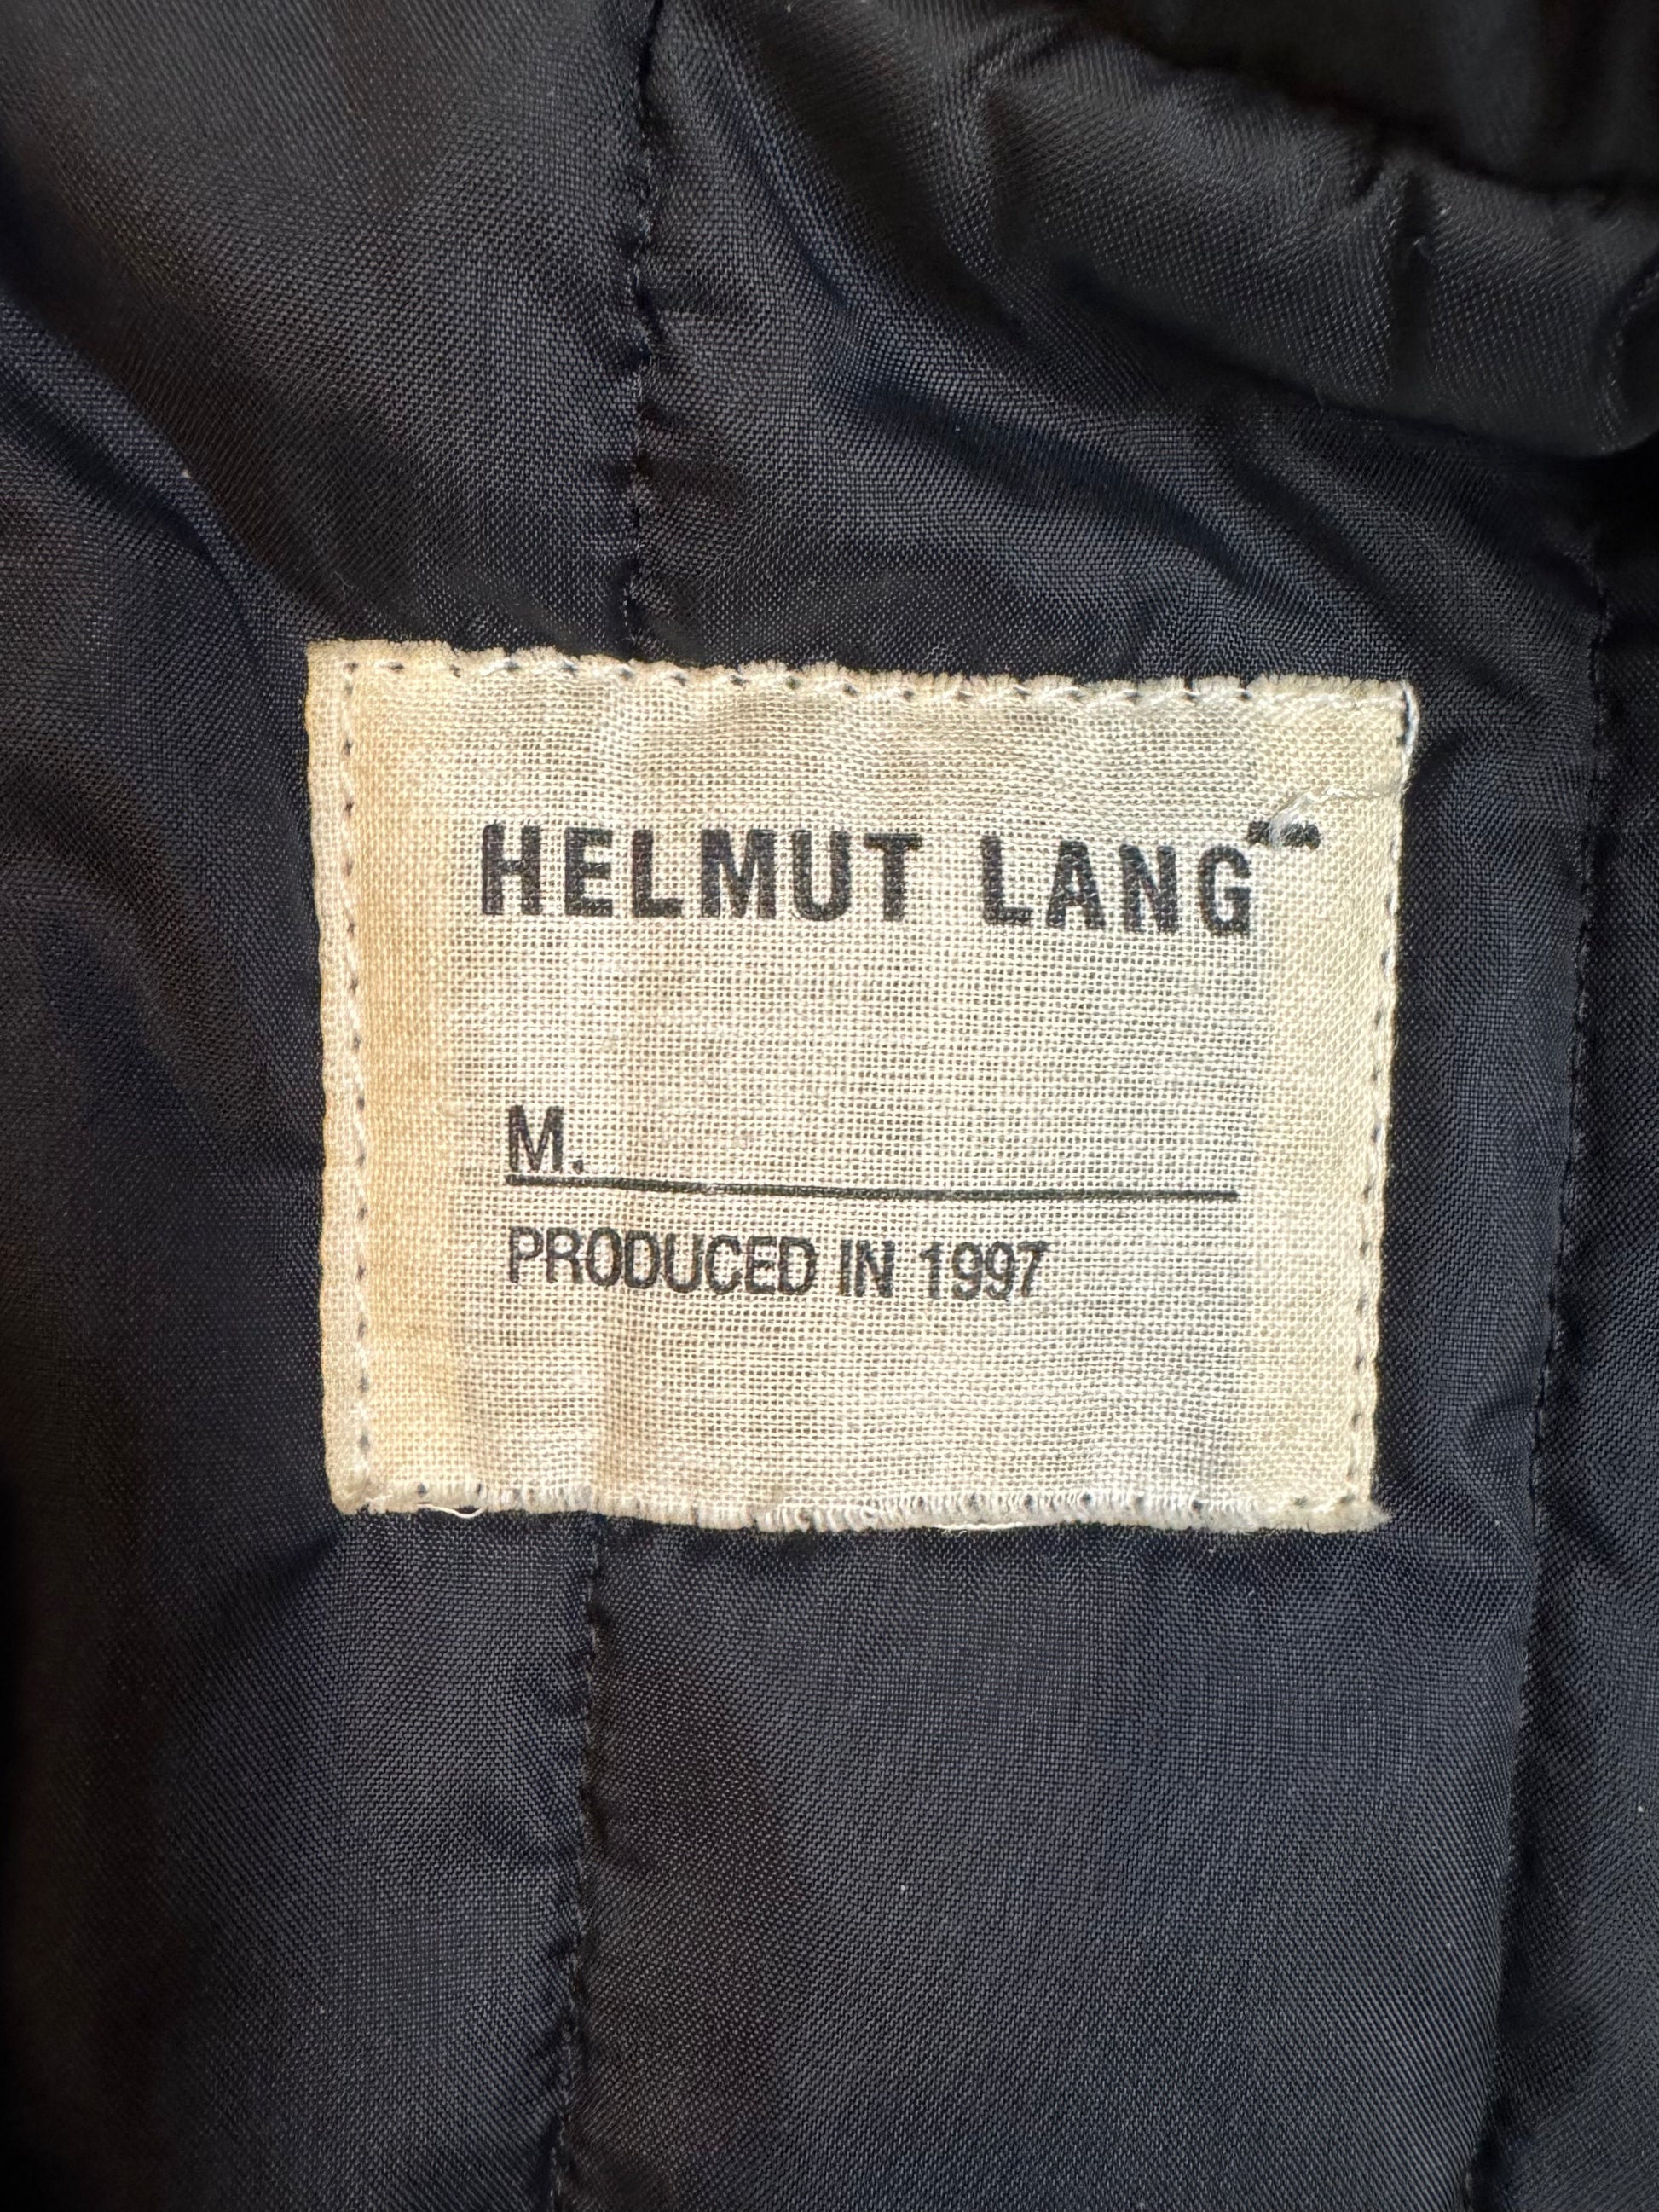 HELMUT LANG
M.
PRODUCED IN 1997